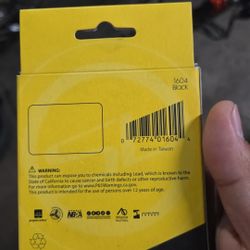 1604
Black
0 72774 01604 4
Made in Taiwan
WARNING:
This product can expose you to chemicals including Lead, which is known to the
State of California to cause cancer and birth defects or other reproductive harm.
For more information go to www.P65Warnings.ca.gov.
This product is intended for the use of persons over 12 years of age.